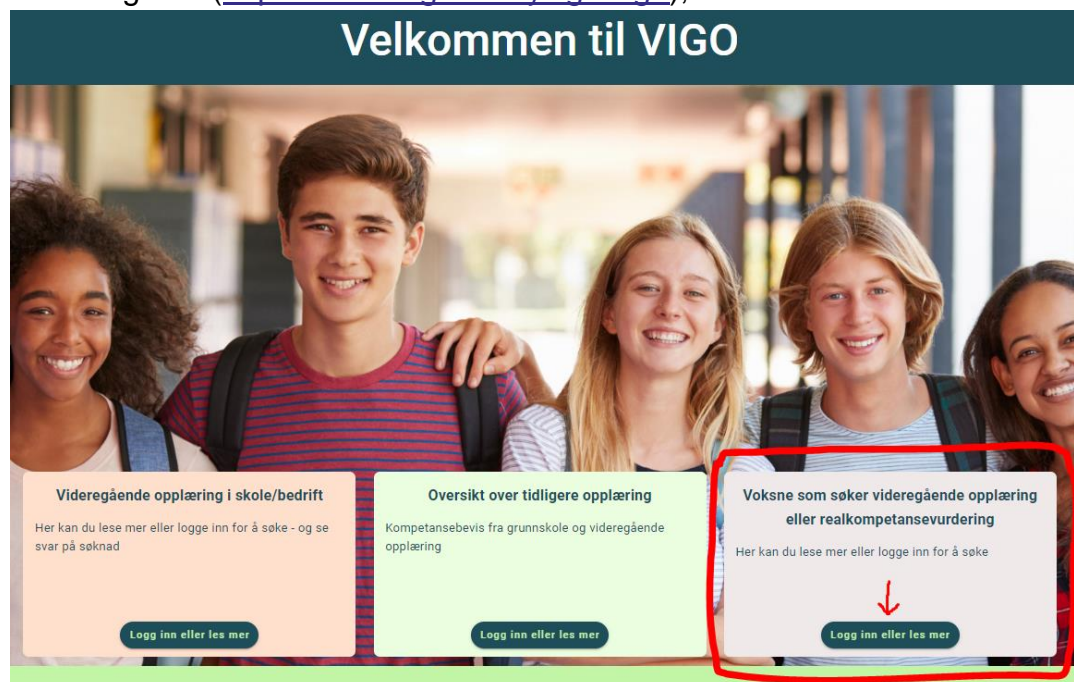 Velkommen til VIGO
Videregående opplæring i skole/bedrift
Her kan du lese mer eller logge inn for å søke - og se
svar på søknad
Logg inn eller les mer
Oversikt over tidligere opplæring
Kompetansebevis fra grunnskole og videregående
opplæring
Logg inn eller les mer
Voksne som søker videregående opplæring
eller realkompetansevurdering
Her kan du lese mer eller logge inn for å søke
Logg inn eller les mer